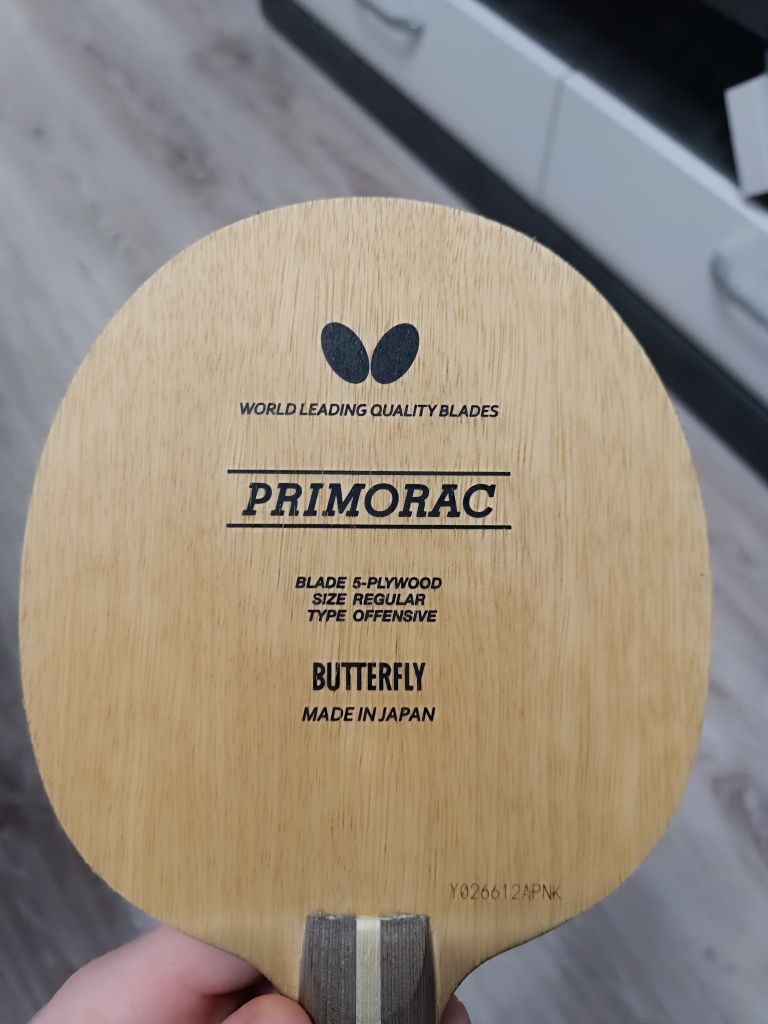 WORLD LEADING QUALITY BLADES
PRIMORAC
BLADE 5-PLYWOOD
SIZE REGULAR
TYPE OFFENSIVE
BUTTERFLY
MADE IN JAPAN
Y026612APNK